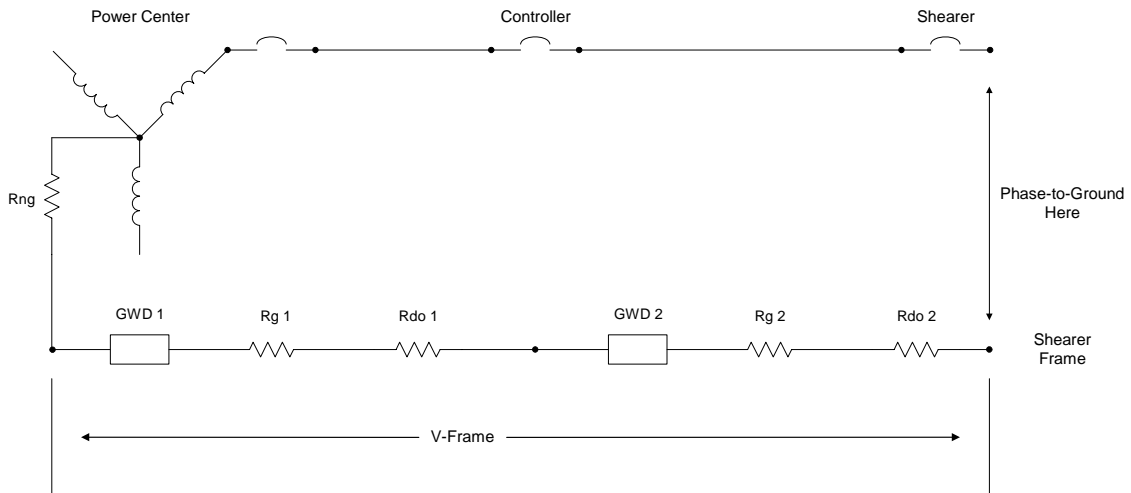 Power Center
Controller
Shearer
Rng
Phase-to-Ground
Here
GWD 1
Rg 1
Rdo 1
GWD 2
Rg 2
Rdo 2
Shearer
Frame
V-Frame